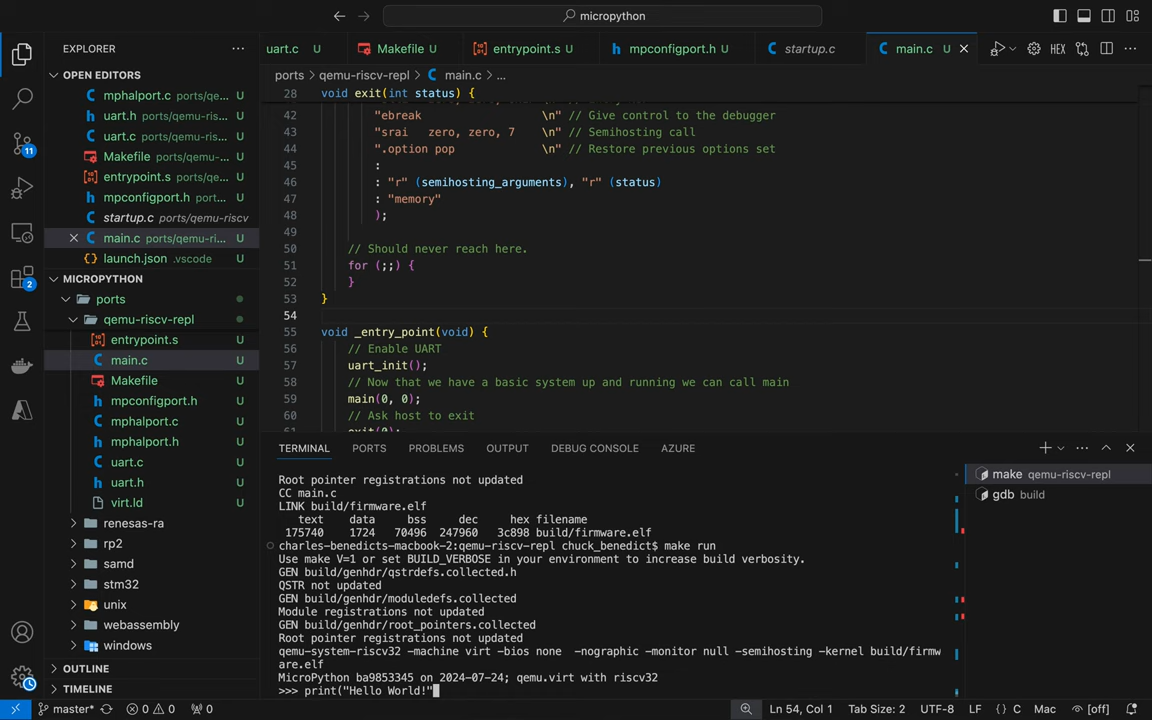 micropython
EXPLORER
OPEN EDITORS
mphalport.c ports/qe... U
uart.h ports/qemu-ris... U
uart.c ports/qemu-ris... U
Makefile ports/qemu-... U
entrypoint.s ports/q... U
mpconfigport.h port... U
startup.c ports/qemu-riscv
main.c ports/qemu-ri... U
launch.json .vscode U
MICROPYTHON
ports
qemu-riscv-repl
entrypoint.s U
main.c U
Makefile U
mpconfigport.h U
mphalport.c U
mphalport.h U
uart.c U
uart.h U
virt.ld U
renesas-ra
rp2
samd
stm32
unix
webassembly
windows
OUTLINE
TIMELINE
11
2
uart.c U Makefile U entrypoint.s U mpconfigport.h U startup.c main.c U HEX
ports > qemu-riscv-repl > main.c > ...
28 void exit(int status) {
42 "ebreak \n" // Give control to the debugger
43 "srai zero, zero, 7 \n" // Semihosting call
44 ".option pop \n" // Restore previous options set
45 :
46 : "r" (semihosting_arguments), "r" (status)
47 : "memory"
48 );
49
50 // Should never reach here.
51 for (;;) {
52 }
53 }
54
55 void _entry_point(void) {
56 // Enable UART
57 uart_init();
58 // Now that we have a basic system up and running we can call main
59 main(0, 0);
60 // Ask host to exit
61 exit(0);
TERMINAL PORTS PROBLEMS OUTPUT DEBUG CONSOLE AZURE
make qemu-riscv-repl
gdb build
Root pointer registrations not updated
CC main.c
LINK build/firmware.elf
text data bss dec hex filename
175740 1724 70496 247960 3c898 build/firmware.elf
charles-benedicts-macbook-2:qemu-riscv-repl chuck_benedict$ make run
Use make V=1 or set BUILD_VERBOSE in your environment to increase build verbosity.
GEN build/genhdr/qstrdefs.collected.h
QSTR not updated
GEN build/genhdr/moduledefs.collected
Module registrations not updated
GEN build/genhdr/root_pointers.collected
Root pointer registrations not updated
qemu-system-riscv32 -machine virt -bios none  -nographic -monitor null -semihosting -kernel build/firmw
are.elf
MicroPython ba9853345 on 2024-07-24; qemu.virt with riscv32
>>> print("Hello World!"
master* 0 0 0 Ln 54, Col 1 Tab Size: 2 UTF-8 LF {} C Mac [off]